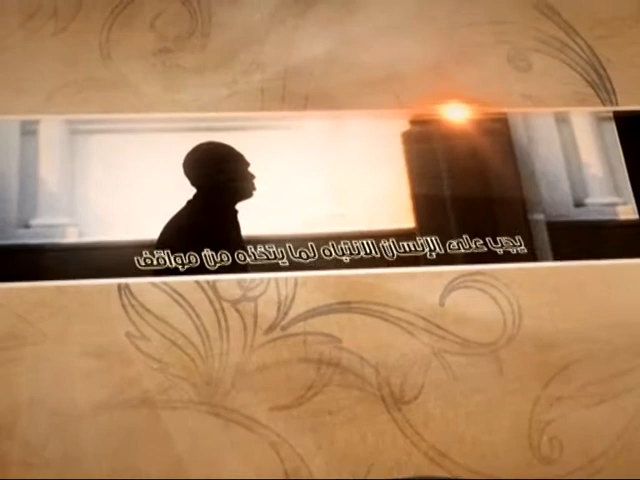 يجب على الإنسان الانتباه لما يتخذه من مواقف